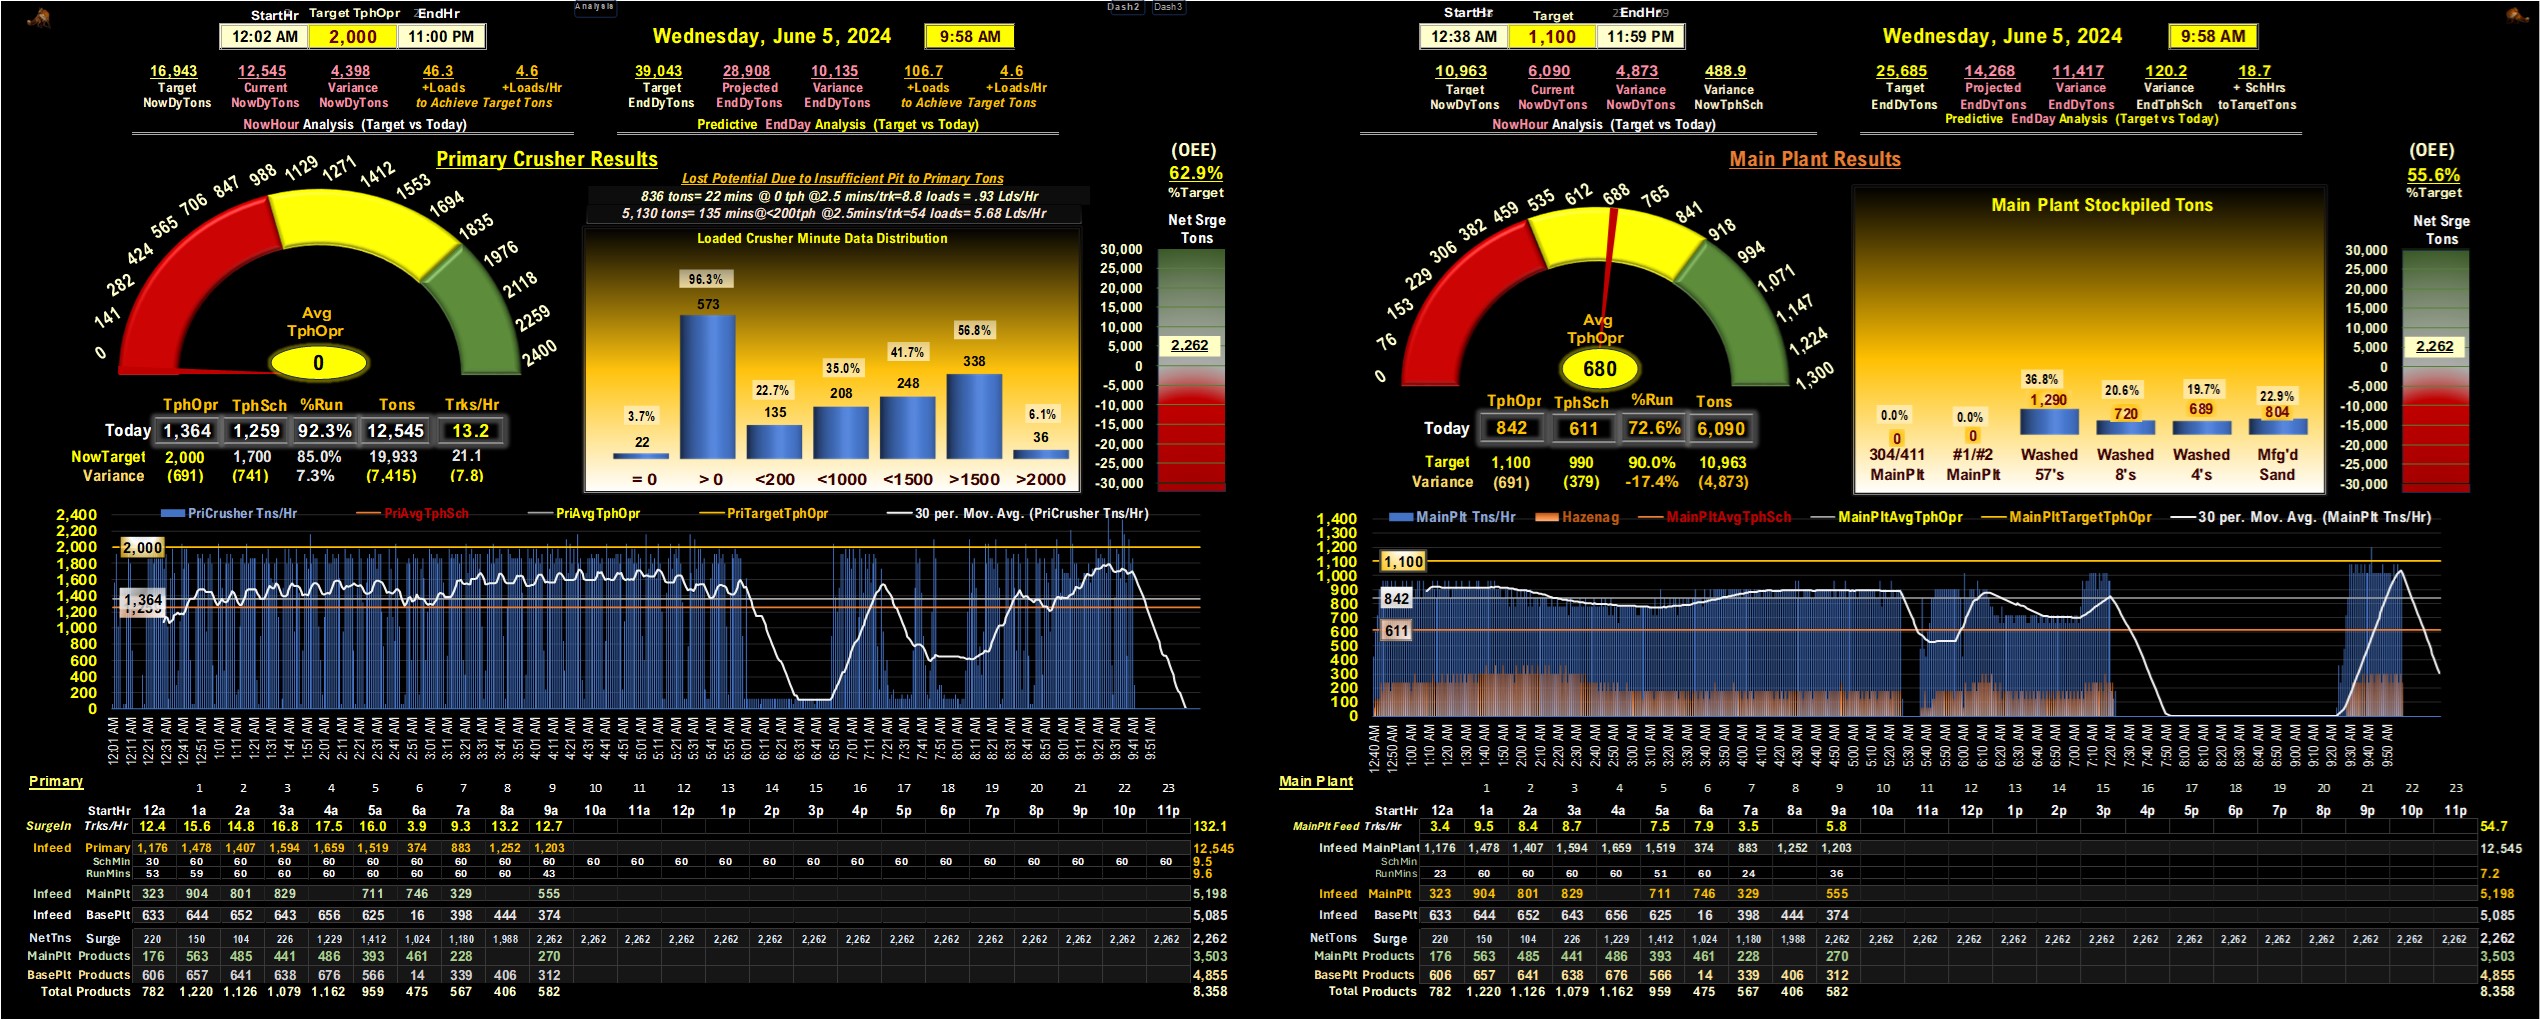 Analysis
Dash2 Dash3
StartHr Target TphOpr EndHr
12:02 AM 2,000 11:00 PM
Wednesday, June 5, 2024 9:58 AM
16,943 12,545 4,398 46.3 4.6
Target Current Variance +Loads +Loads/Hr
NowDyTons NowDyTons NowDyTons to Achieve Target Tons
NowHour Analysis (Target vs Today)
39,043 28,908 10,135 106.7 4.6
Target Projected Variance +Loads +Loads/Hr
EndDyTons EndDyTons EndDyTons to Achieve Target Tons
Predictive EndDay Analysis (Target vs Today)
Primary Crusher Results
(OEE)
62.9%
%Target
Lost Potential Due to Insufficient Pit to Primary Tons
836 tons= 22 mins @ 0 tph @2.5 mins/trk=8.8 loads = .93 Lds/Hr
5,130 tons= 135 mins@<200tph @2.5mins/trk=54 loads= 5.68 Lds/Hr
0 141 282 424 565 706 847 988 1129 1271 1412 1553 1694 1835 1976 2118 2259 2400
Avg
TphOpr
0
Loaded Crusher Minute Data Distribution
3.7% 96.3% 22.7% 35.0% 41.7% 56.8% 6.1%
22 573 135 208 248 338 36
= 0 > 0 <200 <1000 <1500 >1500 >2000
Net Srge
Tons
30,000
25,000
20,000
15,000
10,000
5,000
0
-5,000
-10,000
-15,000
-20,000
-25,000
-30,000
2,262
TphOpr TphSch %Run Tons Trks/Hr
Today 1,364 1,259 92.3% 12,545 13.2
NowTarget 2,000 1,700 85.0% 19,933 21.1
Variance (691) (741) 7.3% (7,415) (7.8)
PriCrusher Tns/Hr PriAvgTphSch PriAvgTphOpr PriTargetTphOpr 30 per. Mov. Avg. (PriCrusher Tns/Hr)
2,400
2,200
2,000
1,800
1,600
1,400
1,200
1,000
800
600
400
200
0
2,000
1,364
12:01 AM 12:11 AM 12:21 AM 12:31 AM 12:41 AM 12:51 AM 1:01 AM 1:11 AM 1:21 AM 1:31 AM 1:41 AM 1:51 AM 2:01 AM 2:11 AM 2:21 AM 2:31 AM 2:41 AM 2:51 AM 3:01 AM 3:11 AM 3:21 AM 3:31 AM 3:41 AM 3:51 AM 4:01 AM 4:11 AM 4:21 AM 4:31 AM 4:41 AM 4:51 AM 5:01 AM 5:11 AM 5:21 AM 5:31 AM 5:41 AM 5:51 AM 6:01 AM 6:11 AM 6:21 AM 6:31 AM 6:41 AM 6:51 AM 7:01 AM 7:11 AM 7:21 AM 7:31 AM 7:41 AM 7:51 AM 8:01 AM 8:11 AM 8:21 AM 8:31 AM 8:41 AM 8:51 AM 9:01 AM 9:11 AM 9:21 AM 9:31 AM 9:41 AM 9:51 AM
Primary
1 2 3 4 5 6 7 8 9 10 11 12 13 14 15 16 17 18 19 20 21 22 23
StartHr 12a 1a 2a 3a 4a 5a 6a 7a 8a 9a 10a 11a 12p 1p 2p 3p 4p 5p 6p 7p 8p 9p 10p 11p
SurgeIn Trks/Hr 12.4 15.6 14.8 16.8 17.5 16.0 3.9 9.3 13.2 12.7 132.1
Infeed Primary 1,176 1,478 1,407 1,594 1,659 1,519 374 883 1,252 1,203 12,545
SchMin 30 60 60 60 60 60 60 60 60 60 60 60 60 60 60 60 60 60 60 60 60 60 60 60 9.5
RunMins 53 59 60 60 60 60 60 60 60 43 9.6
Infeed MainPlt 323 904 801 829 711 746 329 555 5,198
Infeed BasePlt 633 644 652 643 656 625 16 398 444 374 5,085
NetTns Surge 220 150 104 226 1,229 1,412 1,024 1,180 1,988 2,262 2,262 2,262 2,262 2,262 2,262 2,262 2,262 2,262 2,262 2,262 2,262 2,262 2,262 2,262 2,262
MainPlt Products 176 563 485 441 486 393 461 228 270 3,503
BasePlt Products 606 657 641 638 676 566 14 339 406 312 4,855
Total Products 782 1,220 1,126 1,079 1,162 959 475 567 406 582 8,358
StartHr Target EndHr
12:38 AM 1,100 11:59 PM
Wednesday, June 5, 2024 9:58 AM
10,963 6,090 4,873 488.9
Target Current Variance Variance
NowDyTons NowDyTons NowDyTons NowTphSch
NowHour Analysis (Target vs Today)
25,685 14,268 11,417 120.2 18.7
Target Projected Variance Variance + SchHrs
EndDyTons EndDyTons EndDyTons EndTphSch toTargetTons
Predictive EndDay Analysis (Target vs Today)
Main Plant Results
(OEE)
55.6%
%Target
0 76 153 229 306 382 459 535 612 688 765 841 918 994 1,071 1,147 1,224 1,300
Avg
TphOpr
680
Main Plant Stockpiled Tons
0.0% 0.0% 36.8% 20.6% 19.7% 22.9%
0 0 1,290 720 689 804
304/411 #1/#2 Washed Washed Washed Mfg'd
MainPlt MainPlt 57's 8's 4's Sand
Net Srge
Tons
30,000
25,000
20,000
15,000
10,000
5,000
0
-5,000
-10,000
-15,000
-20,000
-25,000
-30,000
2,262
TphOpr TphSch %Run Tons
Today 842 611 72.6% 6,090
Target 1,100 990 90.0% 10,963
Variance (691) (379) -17.4% (4,873)
MainPlt Tns/Hr Hazenag MainPltAvgTphSch MainPltAvgTphOpr MainPltTargetTphOpr 30 per. Mov. Avg. (MainPlt Tns/Hr)
1,400
1,300
1,200
1,100
1,000
900
800
700
600
500
400
300
200
100
0
1,100
842
611
12:40 AM 12:50 AM 1:00 AM 1:10 AM 1:20 AM 1:30 AM 1:40 AM 1:50 AM 2:00 AM 2:10 AM 2:20 AM 2:30 AM 2:40 AM 2:50 AM 3:00 AM 3:10 AM 3:20 AM 3:30 AM 3:40 AM 3:50 AM 4:00 AM 4:10 AM 4:20 AM 4:30 AM 4:40 AM 4:50 AM 5:00 AM 5:10 AM 5:20 AM 5:30 AM 5:40 AM 5:50 AM 6:00 AM 6:10 AM 6:20 AM 6:30 AM 6:40 AM 6:50 AM 7:00 AM 7:10 AM 7:20 AM 7:30 AM 7:40 AM 7:50 AM 8:00 AM 8:10 AM 8:20 AM 8:30 AM 8:40 AM 8:50 AM 9:00 AM 9:10 AM 9:20 AM 9:30 AM 9:40 AM 9:50 AM
Main Plant
1 2 3 4 5 6 7 8 9 10 11 12 13 14 15 16 17 18 19 20 21 22 23
StartHr 12a 1a 2a 3a 4a 5a 6a 7a 8a 9a 10a 11a 12p 1p 2p 3p 4p 5p 6p 7p 8p 9p 10p 11p
MainPlt Feed Trks/Hr 3.4 9.5 8.4 8.7 7.5 7.9 3.5 5.8 54.7
Infeed MainPlant 1,176 1,478 1,407 1,594 1,659 1,519 374 883 1,252 1,203 12,545
SchMin
RunMins 23 60 60 60 60 51 60 24 36 7.2
Infeed MainPlt 323 904 801 829 711 746 329 555 5,198
Infeed BasePlt 633 644 652 643 656 625 16 398 444 374 5,085
NetTons Surge 220 150 104 226 1,229 1,412 1,024 1,180 1,988 2,262 2,262 2,262 2,262 2,262 2,262 2,262 2,262 2,262 2,262 2,262 2,262 2,262 2,262 2,262 2,262
MainPlt Products 176 563 485 441 486 393 461 228 270 3,503
BasePlt Products 606 657 641 638 676 566 14 339 406 312 4,855
Total Products 782 1,220 1,126 1,079 1,162 959 475 567 406 582 8,358